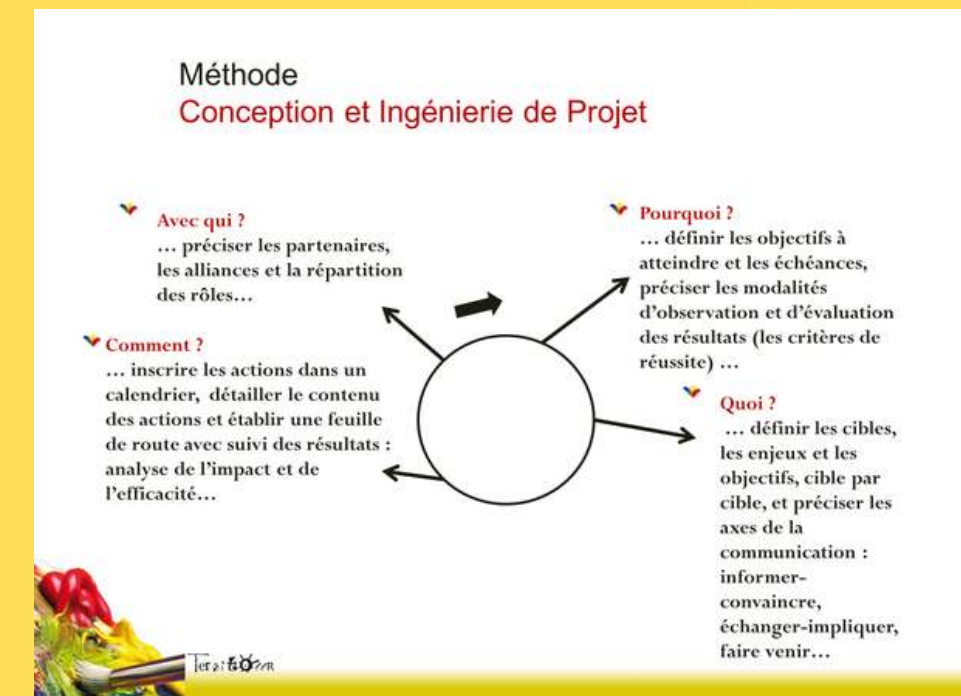 Méthode
Conception et Ingénierie de Projet
Avec qui ?
… préciser les partenaires,
les alliances et la répartition
des rôles…
Comment ?
… inscrire les actions dans un
calendrier, détailler le contenu
des actions et établir une feuille
de route avec suivi des résultats :
analyse de l’impact et de
l’efficacité…
Pourquoi ?
… définir les objectifs à
atteindre et les échéances,
préciser les modalités
d’observation et d’évaluation
des résultats (les critères de
réussite) …
Quoi ?
… définir les cibles,
les enjeux et les
objectifs, cible par
cible, et préciser les
axes de la
communication :
informer-
convaincre,
échanger-impliquer,
faire venir…